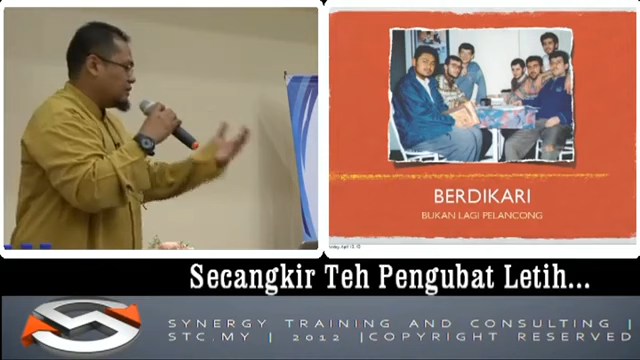 BERDIKARI
BUKAN LAGI PELANCONG
Secangkir Teh Pengubat Letih...
SYNERGY TRAINING AND CONSULTING |
STC.MY | 2012 |COPYRIGHT RESERVED